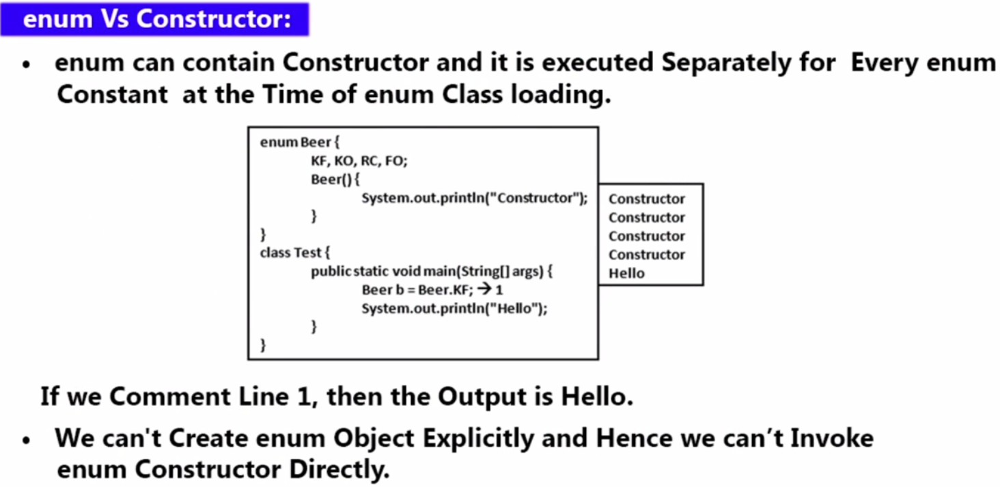 enum Vs Constructor:
• enum can contain Constructor and it is executed Separately for Every enum
Constant at the Time of enum Class loading.
enum Beer {
KF, KO, RC, FO;
Beer() {
System.out.println("Constructor");
}
}
class Test {
public static void main(String[] args) {
Beer b = Beer.KF; → 1
System.out.println("Hello");
}
}
Constructor
Constructor
Constructor
Constructor
Hello
If we Comment Line 1, then the Output is Hello.
• We can't Create enum Object Explicitly and Hence we can’t Invoke
enum Constructor Directly.